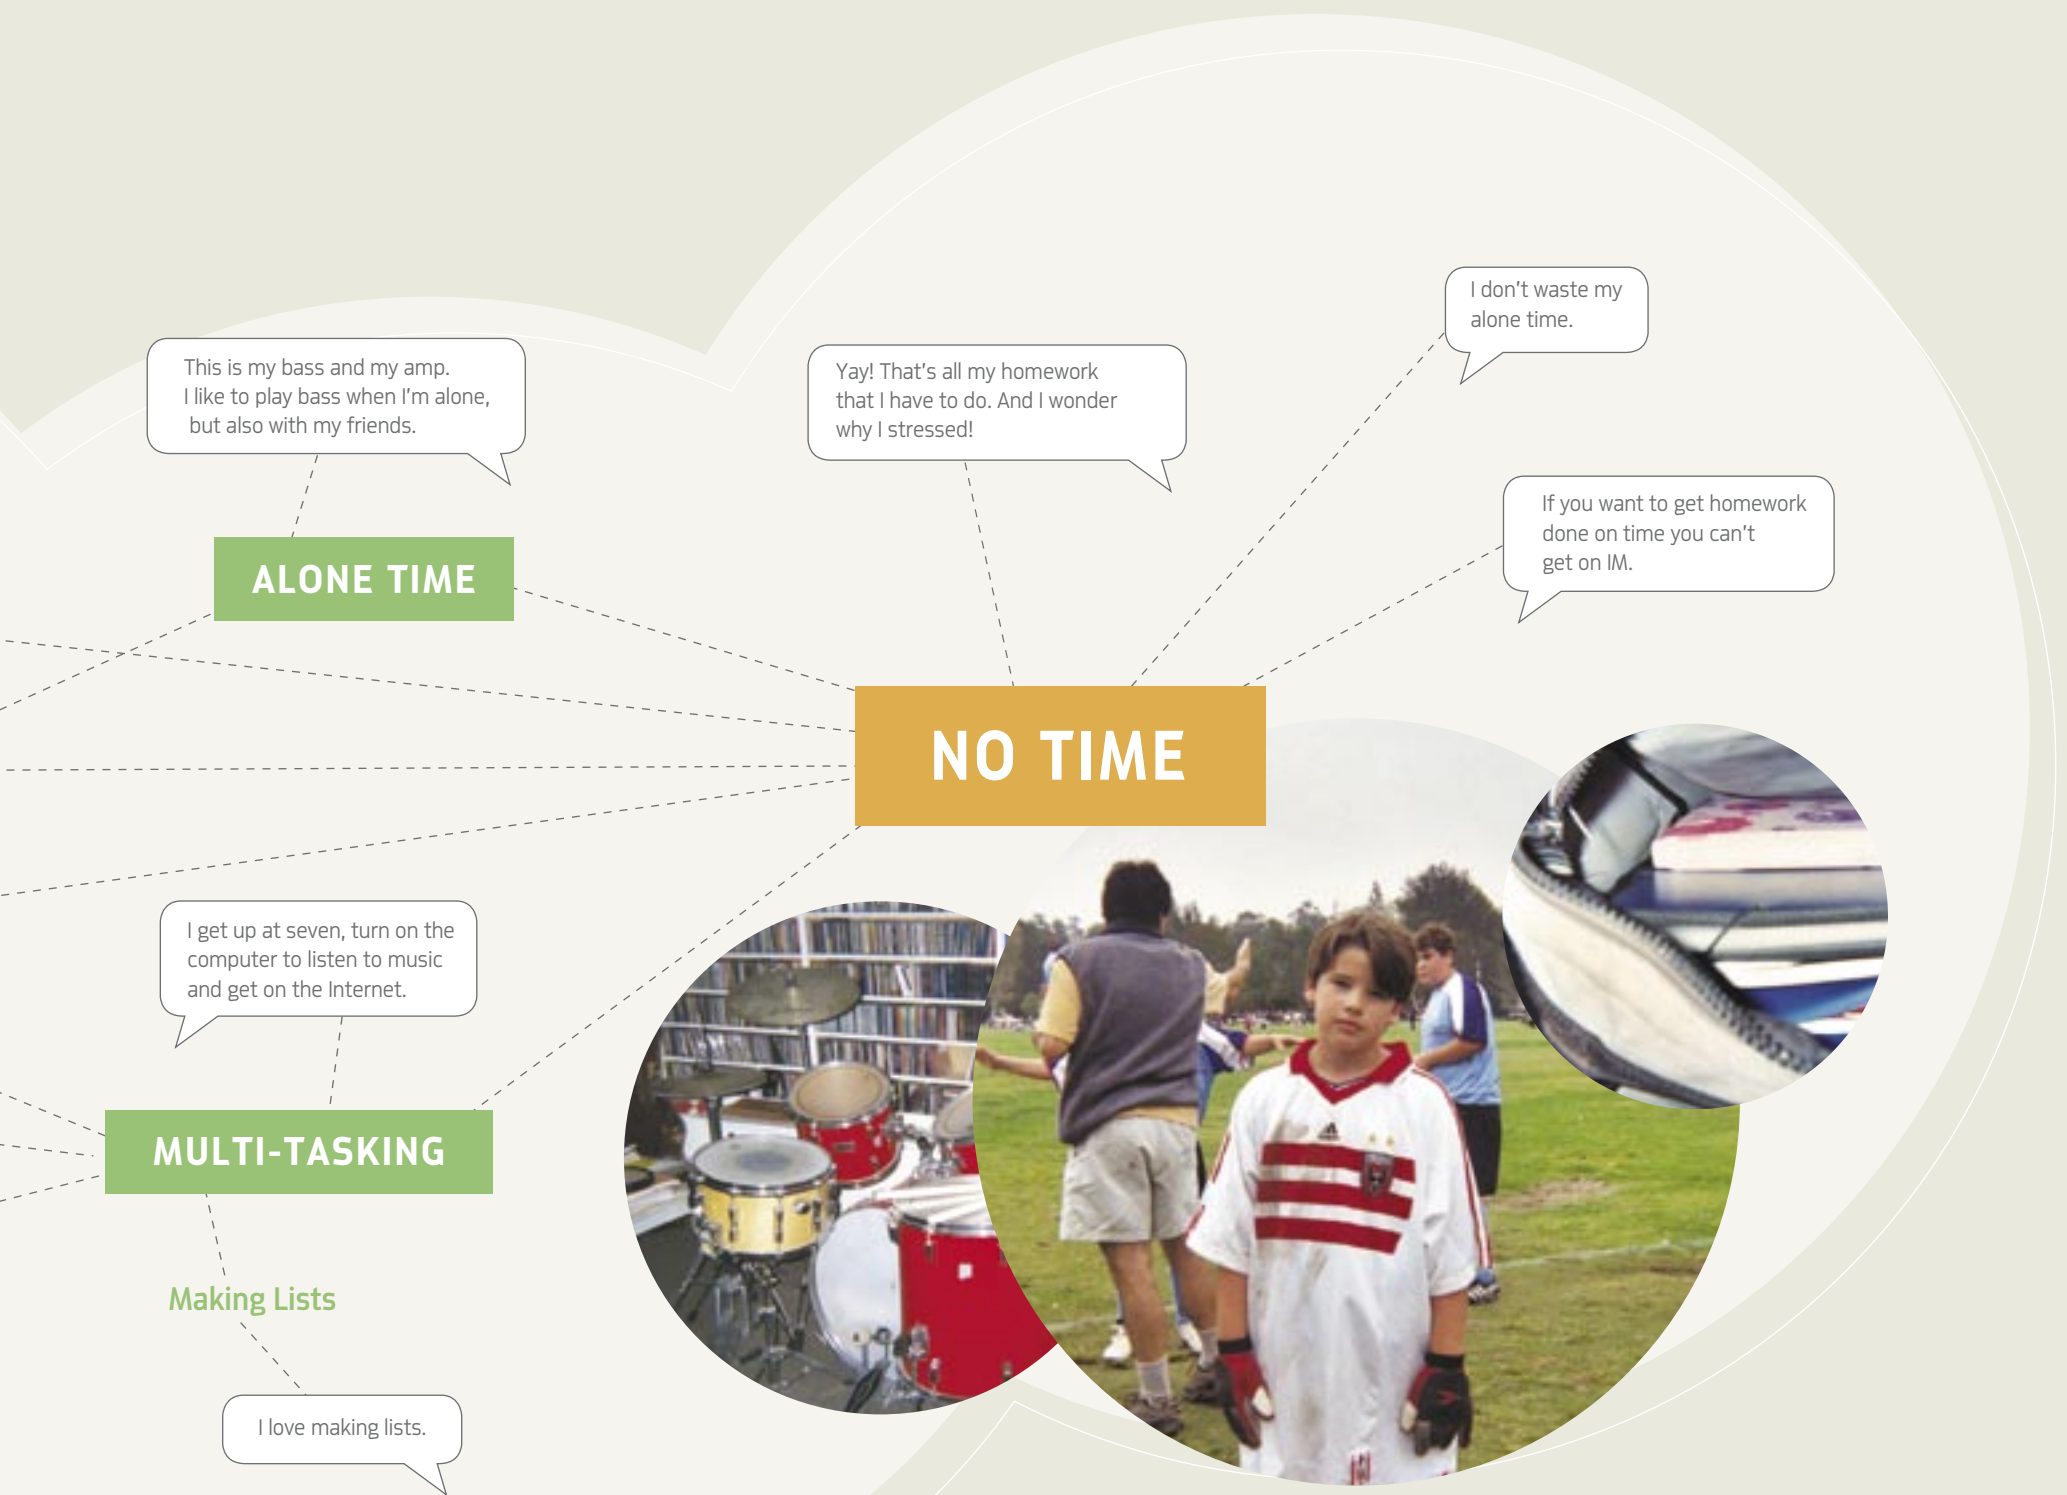 I don't waste my
alone time.
This is my bass and my amp.
I like to play bass when I'm alone,
but also with my friends.
Yay! That's all my homework
that I have to do. And I wonder
why I stressed!
If you want to get homework
done on time you can't
get on IM.
ALONE TIME
NO TIME
I get up at seven, turn on the
computer to listen to music
and get on the Internet.
MULTI-TASKING
Making Lists
I love making lists.